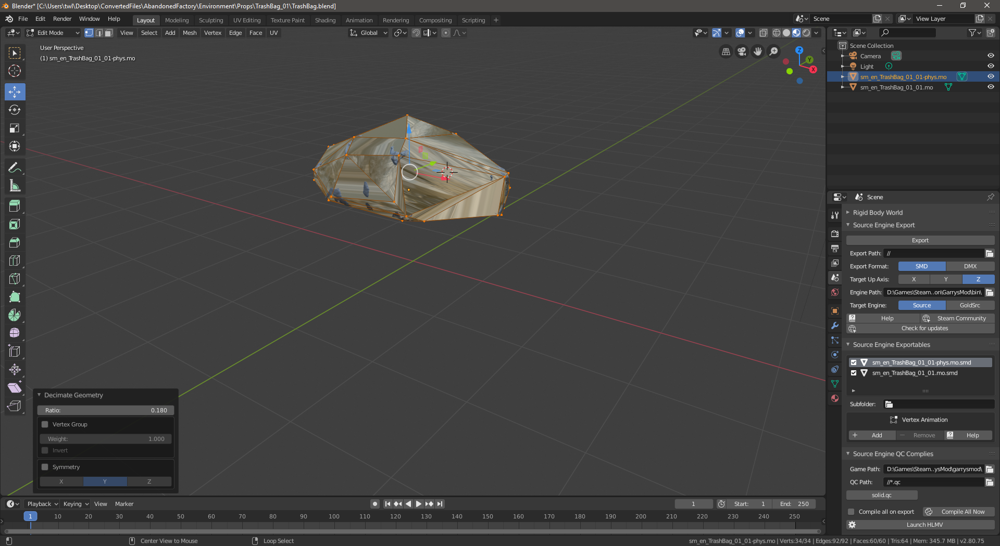 Blender* [C:\Users\twl\Desktop\ConvertedFiles\AbandonedFactory\Environment\Props\TrashBag_01\TrashBag.blend]
File Edit Render Window Help Layout Modeling Sculpting UV Editing Texture Paint Shading Animation Rendering Compositing Scripting + Scene View Layer
Edit Mode View Select Add Mesh Vertex Edge Face UV Global
User Perspective
(1) sm_en_TrashBag_01_01-phys.mo
Z
Y
X
Scene Collection
Camera
Light
sm_en_TrashBag_01_01-phys.mo
sm_en_TrashBag_01_01.mo
Scene
Rigid Body World
Source Engine Export
Export
Export Path: //
Export Format: SMD DMX
Target Up Axis: X Y Z
Engine Path: D:\Games\Steam..on\GarrysMod\bin\
Target Engine: Source GoldSrc
Help Steam Community
Check for updates
Source Engine Exportables
sm_en_TrashBag_01_01-phys.mo.smd
sm_en_TrashBag_01_01.mo.smd
Subfolder:
Vertex Animation
+ Add − Remove Help
Source Engine QC Complies
Game Path: D:\Games\Steam..ysMod\garrysmod\
QC Path: //*.qc
solid.qc
Compile all on export Compile All Now
Launch HLMV
Decimate Geometry
Ratio: 0.180
Vertex Group
Weight: 1.000
Invert
Symmetry
X Y Z
Playback Keying View Marker 1 Start: 1 End: 250
1 10 20 30 40 50 60 70 80 90 100 110 120 130 140 150 160 170 180 190 200 210 220 230 240 250
Center View to Mouse Loop Select sm_en_TrashBag_01_01-phys.mo | Verts:34/34 | Edges:92/92 | Faces:60/60 | Tris:64 | Mem: 345.7 MB | v2.80.75